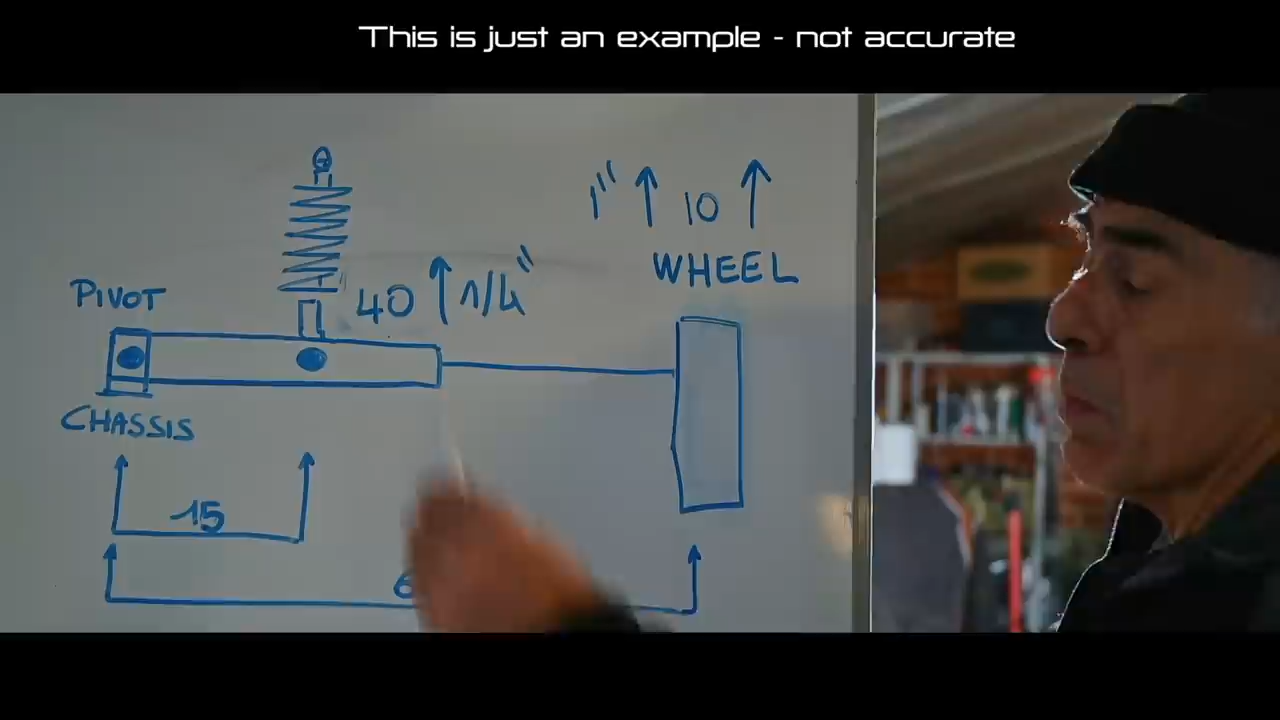 This is just an example - not accurate
1" ↑ 10 ↑
WHEEL
PIVOT
40 ↑ 1/4"
CHASSIS
15